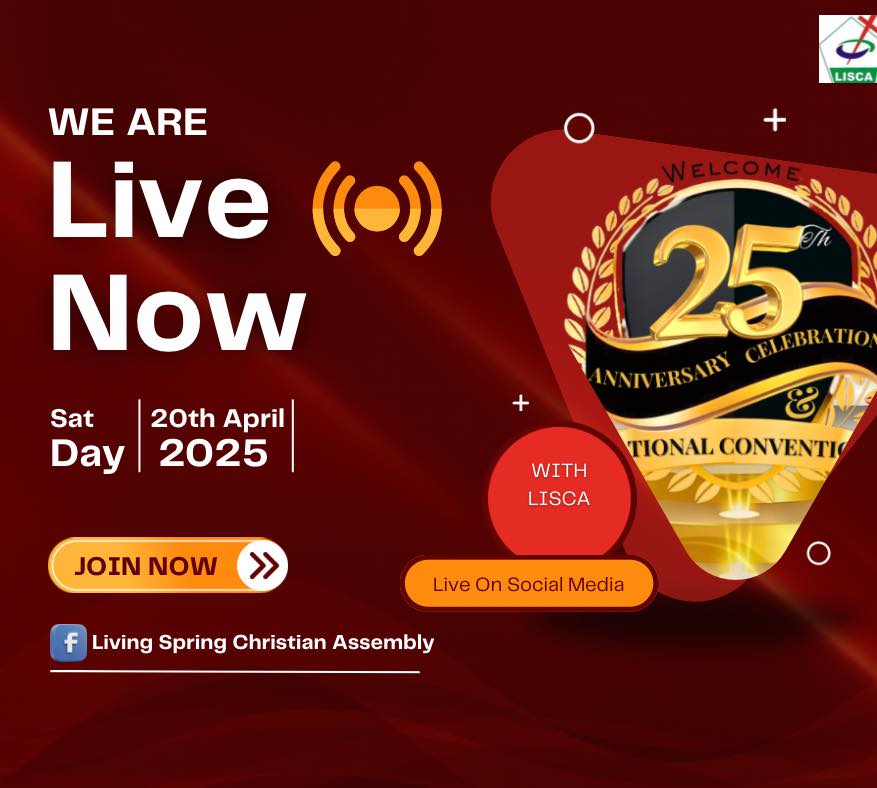 LISCA
WE ARE
Live
Now
WELCOME
25Th
ANNIVERSARY CELEBRATION
&
TIONAL CONVENTIO
Sat
Day
20th April
2025
WITH
LISCA
JOIN NOW
Live On Social Media
f Living Spring Christian Assembly